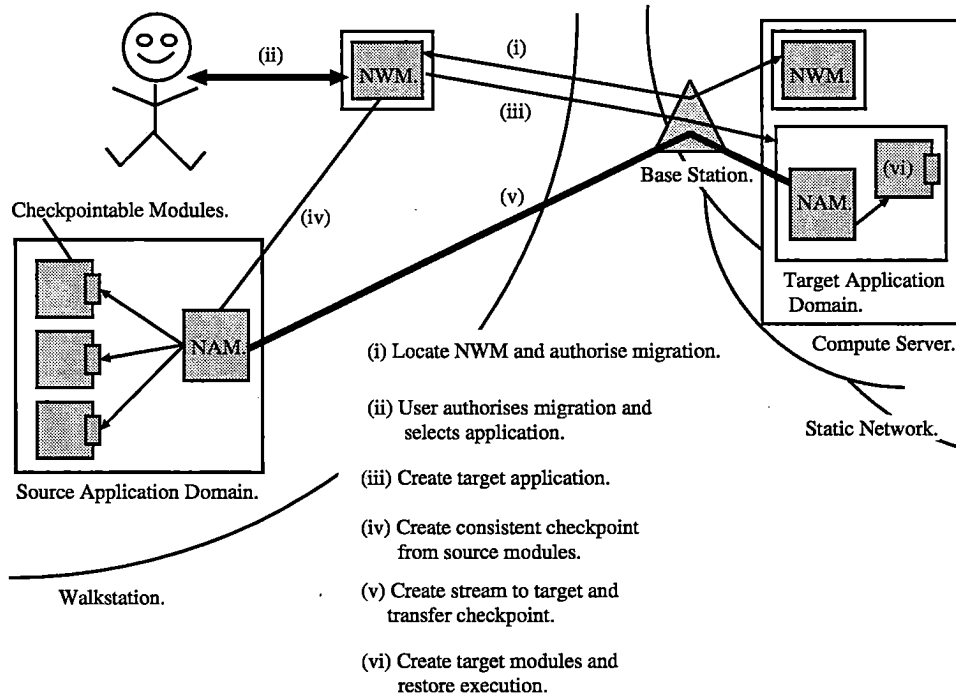 (ii)
NWM.
(i)
(iii)
NWM.
Base Station.
(vi)
NAM.
Checkpointable Modules.
(iv)
(v)
NAM.
Target Application
Domain.
Compute Server.
Static Network.
Source Application Domain.
Walkstation.
(i) Locate NWM and authorise migration.
(ii) User authorises migration and
selects application.
(iii) Create target application.
(iv) Create consistent checkpoint
from source modules.
(v) Create stream to target and
transfer checkpoint.
(vi) Create target modules and
restore execution.